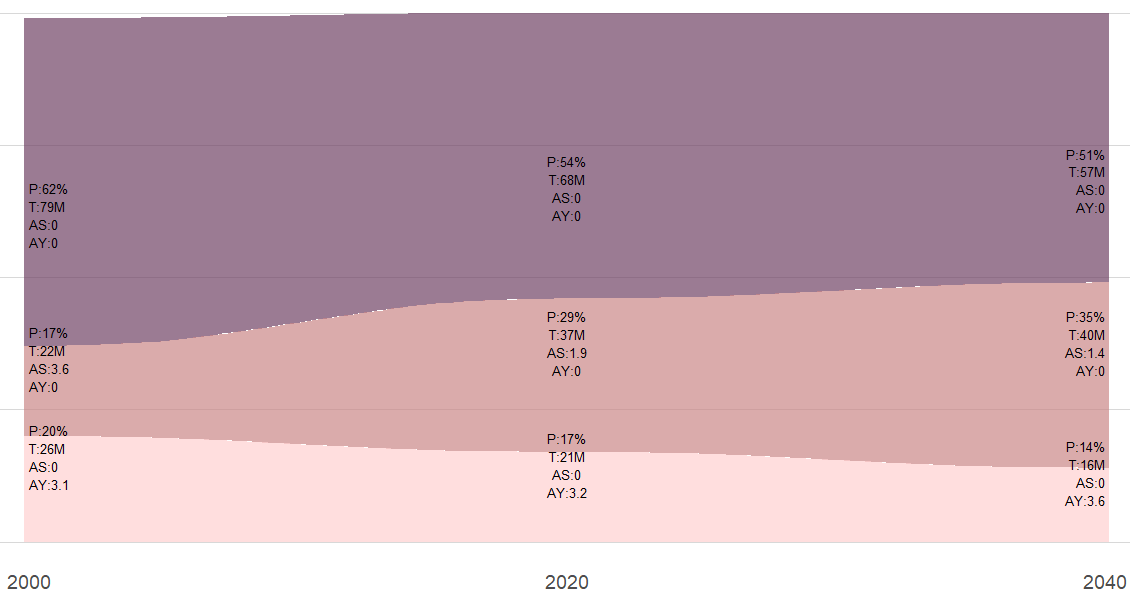 P:62%
T:79M
AS:0
AY:0
P:54%
T:68M
AS:0
AY:0
P:51%
T:57M
AS:0
AY:0
P:17%
T:22M
AS:3.6
AY:0
P:29%
T:37M
AS:1.9
AY:0
P:35%
T:40M
AS:1.4
AY:0
P:20%
T:26M
AS:0
AY:3.1
P:17%
T:21M
AS:0
AY:3.2
P:14%
T:16M
AS:0
AY:3.6
2000
2020
2040